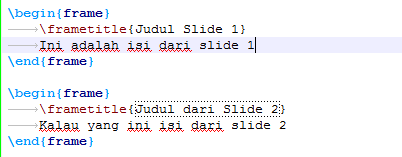 \begin{frame}
\frametitle{Judul Slide 1}
Ini adalah isi dari slide 1
\end{frame}
\begin{frame}
\frametitle{Judul dari Slide 2}
Kalau yang ini isi dari slide 2
\end{frame}